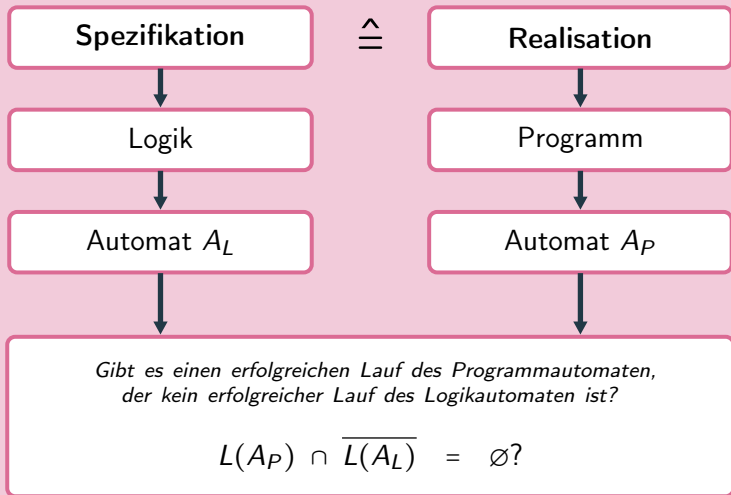 Spezifikation ≙ Realisation
Logik Programm
Automat A_L Automat A_P
Gibt es einen erfolgreichen Lauf des Programmautomaten,
der kein erfolgreicher Lauf des Logikautomaten ist?
L(A_P) ∩ \overline{L(A_L)} = ∅?